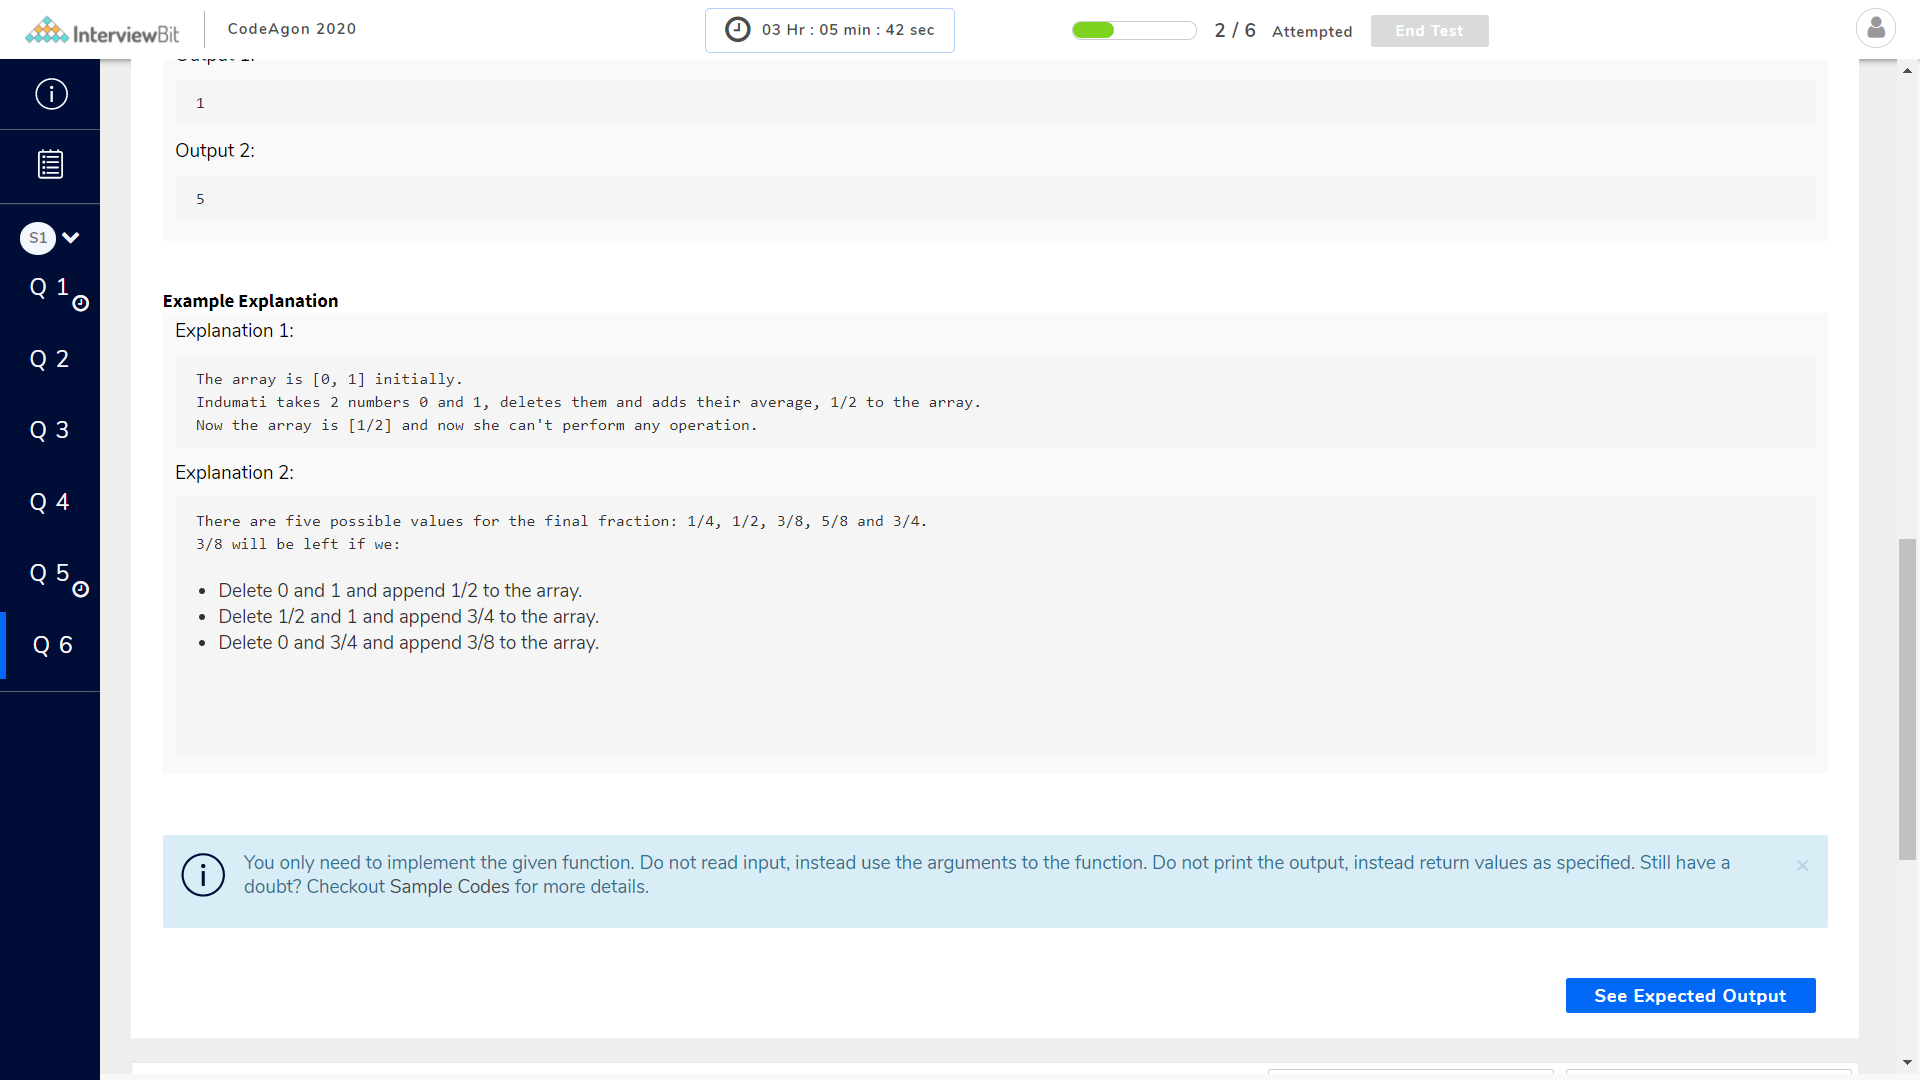 InterviewBit
CodeAgon 2020
03 Hr : 05 min : 42 sec
2 / 6 Attempted
End Test
Output 1:
1
Output 2:
5
S1
Q 1
Q 2
Q 3
Q 4
Q 5
Q 6
Example Explanation
Explanation 1:
The array is [0, 1] initially.
Indumati takes 2 numbers 0 and 1, deletes them and adds their average, 1/2 to the array.
Now the array is [1/2] and now she can't perform any operation.
Explanation 2:
There are five possible values for the final fraction: 1/4, 1/2, 3/8, 5/8 and 3/4.
3/8 will be left if we:
• Delete 0 and 1 and append 1/2 to the array.
• Delete 1/2 and 1 and append 3/4 to the array.
• Delete 0 and 3/4 and append 3/8 to the array.
You only need to implement the given function. Do not read input, instead use the arguments to the function. Do not print the output, instead return values as specified. Still have a
doubt? Checkout Sample Codes for more details.
×
See Expected Output